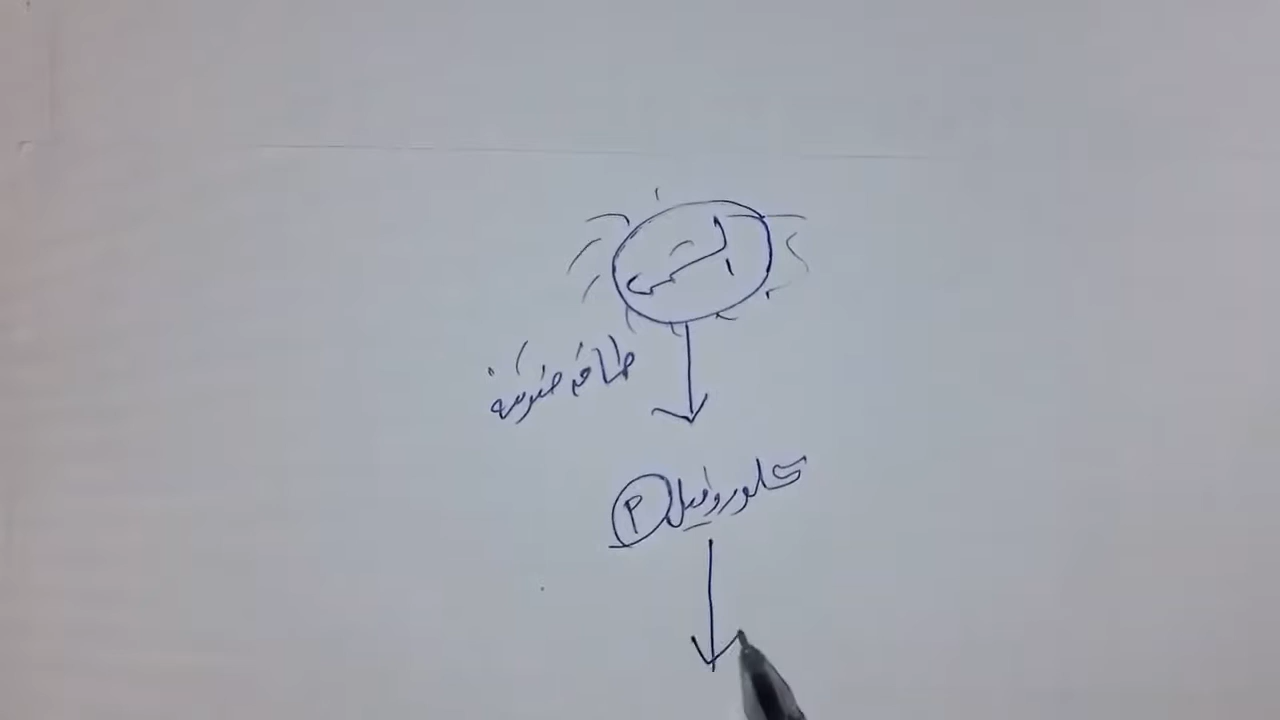 الشمس
طاقة ضوئية
كلوروفيل (م)